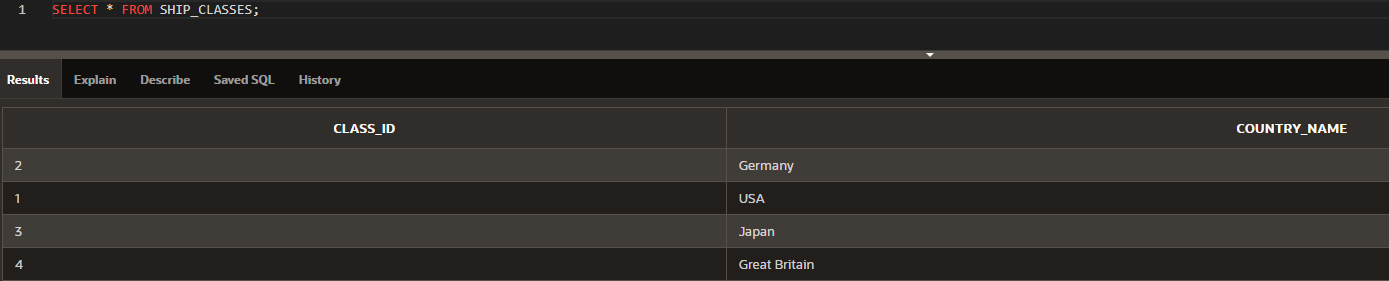 1 SELECT * FROM SHIP_CLASSES;
Results Explain Describe Saved SQL History
CLASS_ID COUNTRY_NAME
2 Germany
1 USA
3 Japan
4 Great Britain